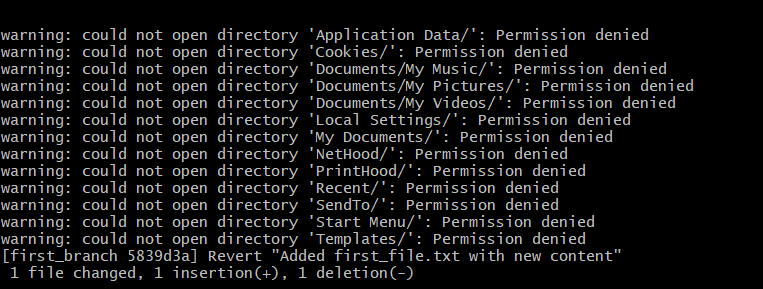 warning: could not open directory 'Application Data/': Permission denied
warning: could not open directory 'Cookies/': Permission denied
warning: could not open directory 'Documents/My Music/': Permission denied
warning: could not open directory 'Documents/My Pictures/': Permission denied
warning: could not open directory 'Documents/My Videos/': Permission denied
warning: could not open directory 'Local Settings/': Permission denied
warning: could not open directory 'My Documents/': Permission denied
warning: could not open directory 'NetHood/': Permission denied
warning: could not open directory 'PrintHood/': Permission denied
warning: could not open directory 'Recent/': Permission denied
warning: could not open directory 'SendTo/': Permission denied
warning: could not open directory 'Start Menu/': Permission denied
warning: could not open directory 'Templates/': Permission denied
[first_branch 5839d3a] Revert "Added first_file.txt with new content"
 1 file changed, 1 insertion(+), 1 deletion(-)